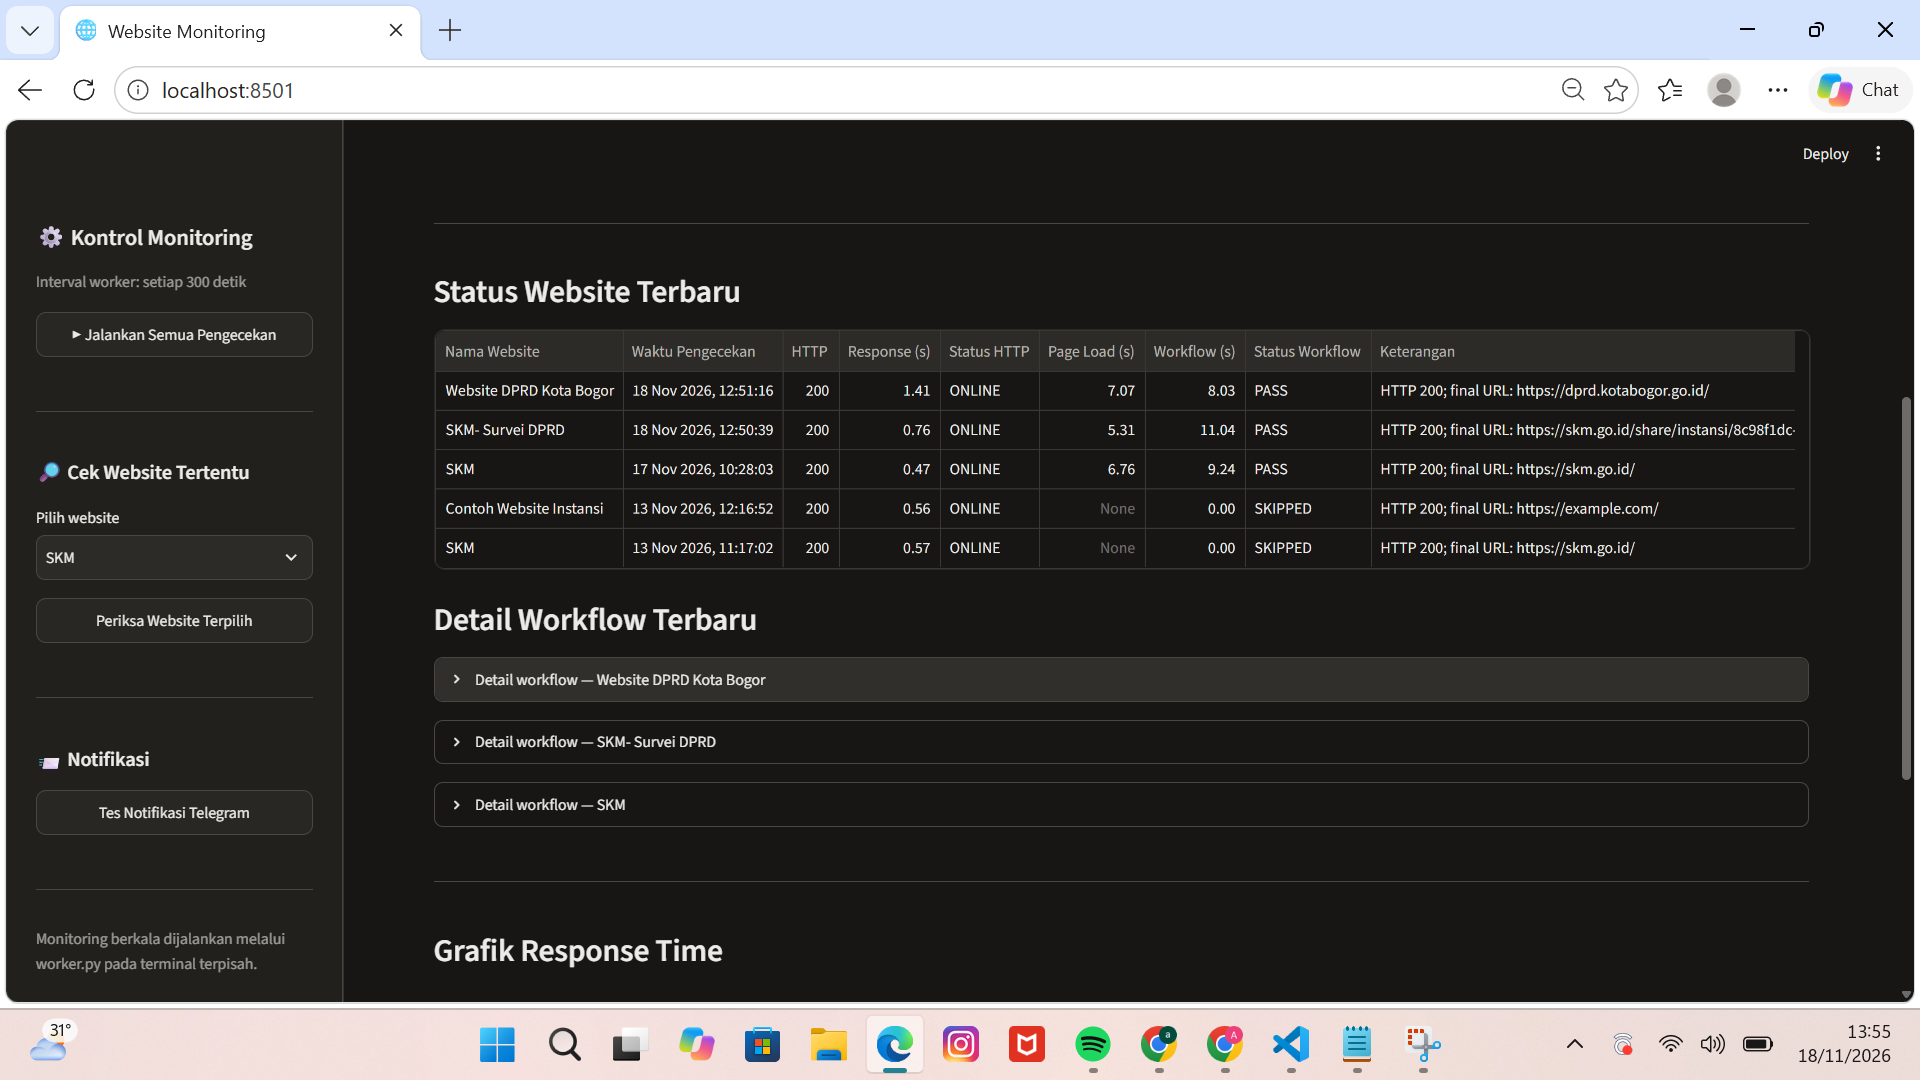 Website Monitoring
localhost:8501
Chat
Deploy
Kontrol Monitoring
Interval worker: setiap 300 detik
Jalankan Semua Pengecekan
Cek Website Tertentu
Pilih website
SKM
Periksa Website Terpilih
Notifikasi
Tes Notifikasi Telegram
Monitoring berkala dijalankan melalui
worker.py pada terminal terpisah.
Status Website Terbaru
Nama Website Waktu Pengecekan HTTP Response (s) Status HTTP Page Load (s) Workflow (s) Status Workflow Keterangan
Website DPRD Kota Bogor 18 Nov 2026, 12:51:16 200 1.41 ONLINE 7.07 8.03 PASS HTTP 200; final URL: https://dprd.kotabogor.go.id/
SKM- Survei DPRD 18 Nov 2026, 12:50:39 200 0.76 ONLINE 5.31 11.04 PASS HTTP 200; final URL: https://skm.go.id/share/instansi/8c98f1dc-
SKM 17 Nov 2026, 10:28:03 200 0.47 ONLINE 6.76 9.24 PASS HTTP 200; final URL: https://skm.go.id/
Contoh Website Instansi 13 Nov 2026, 12:16:52 200 0.56 ONLINE None 0.00 SKIPPED HTTP 200; final URL: https://example.com/
SKM 13 Nov 2026, 11:17:02 200 0.57 ONLINE None 0.00 SKIPPED HTTP 200; final URL: https://skm.go.id/
Detail Workflow Terbaru
Detail workflow — Website DPRD Kota Bogor
Detail workflow — SKM- Survei DPRD
Detail workflow — SKM
Grafik Response Time
31°
a
A
13:55
18/11/2026